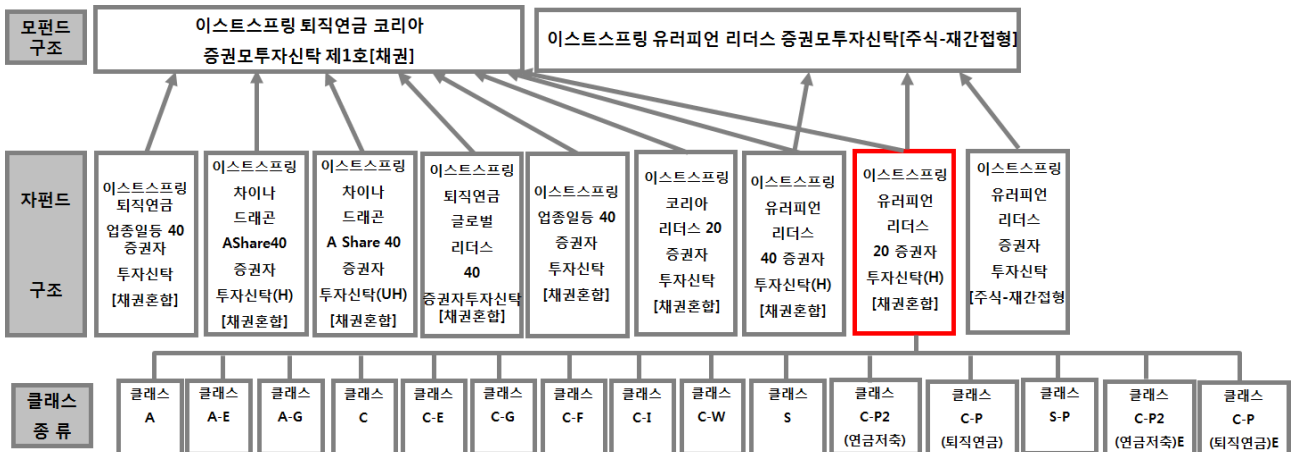 모펀드
구조
이스트스프링 퇴직연금 코리아
증권모투자신탁 제1호[채권]
이스트스프링 유러피언 리더스 증권모투자신탁[주식-재간접형]
자펀드
구조
이스트스프링
퇴직연금
업종일등 40
증권자
투자신탁
[채권혼합]
이스트스프링
차이나
드래곤
AShare40
증권자
투자신탁(H)
[채권혼합]
이스트스프링
차이나
드래곤
A Share 40
증권자
투자신탁(UH)
[채권혼합]
이스트스프링
퇴직연금
글로벌
리더스
40
증권자투자신탁
[채권혼합]
이스트스프링
업종일등 40
증권자
투자신탁
[채권혼합]
이스트스프링
코리아
리더스 20
증권자
투자신탁
[채권혼합]
이스트스프링
유러피언
리더스
40 증권자
투자신탁(H)
[채권혼합]
이스트스프링
유러피언
리더스
20 증권자
투자신탁(H)
[채권혼합]
이스트스프링
유러피언
리더스
증권자
투자신탁
[주식-재간접형
클래스
종 류
클래스
A
클래스
A-E
클래스
A-G
클래스
C
클래스
C-E
클래스
C-G
클래스
C-F
클래스
C-I
클래스
C-W
클래스
S
클래스
C-P2
(연금저축)
클래스
C-P
(퇴직연금)
클래스
S-P
클래스
C-P2
(연금저축)E
클래스
C-P
(퇴직연금)E